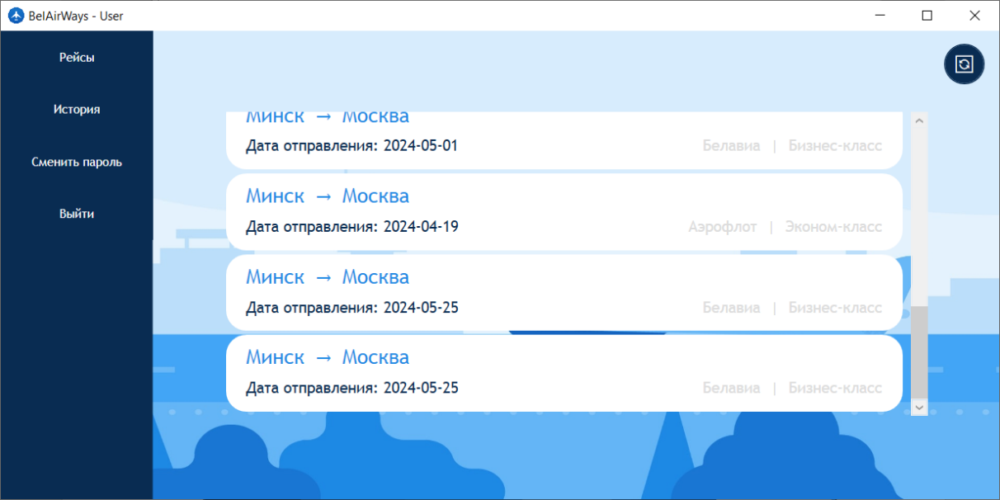 BelAirWays - User
Рейсы
История
Сменить пароль
Выйти
Минск → Москва
Дата отправления: 2024-05-01 Белавиа | Бизнес-класс
Минск → Москва
Дата отправления: 2024-04-19 Аэрофлот | Эконом-класс
Минск → Москва
Дата отправления: 2024-05-25 Белавиа | Бизнес-класс
Минск → Москва
Дата отправления: 2024-05-25 Белавиа | Бизнес-класс